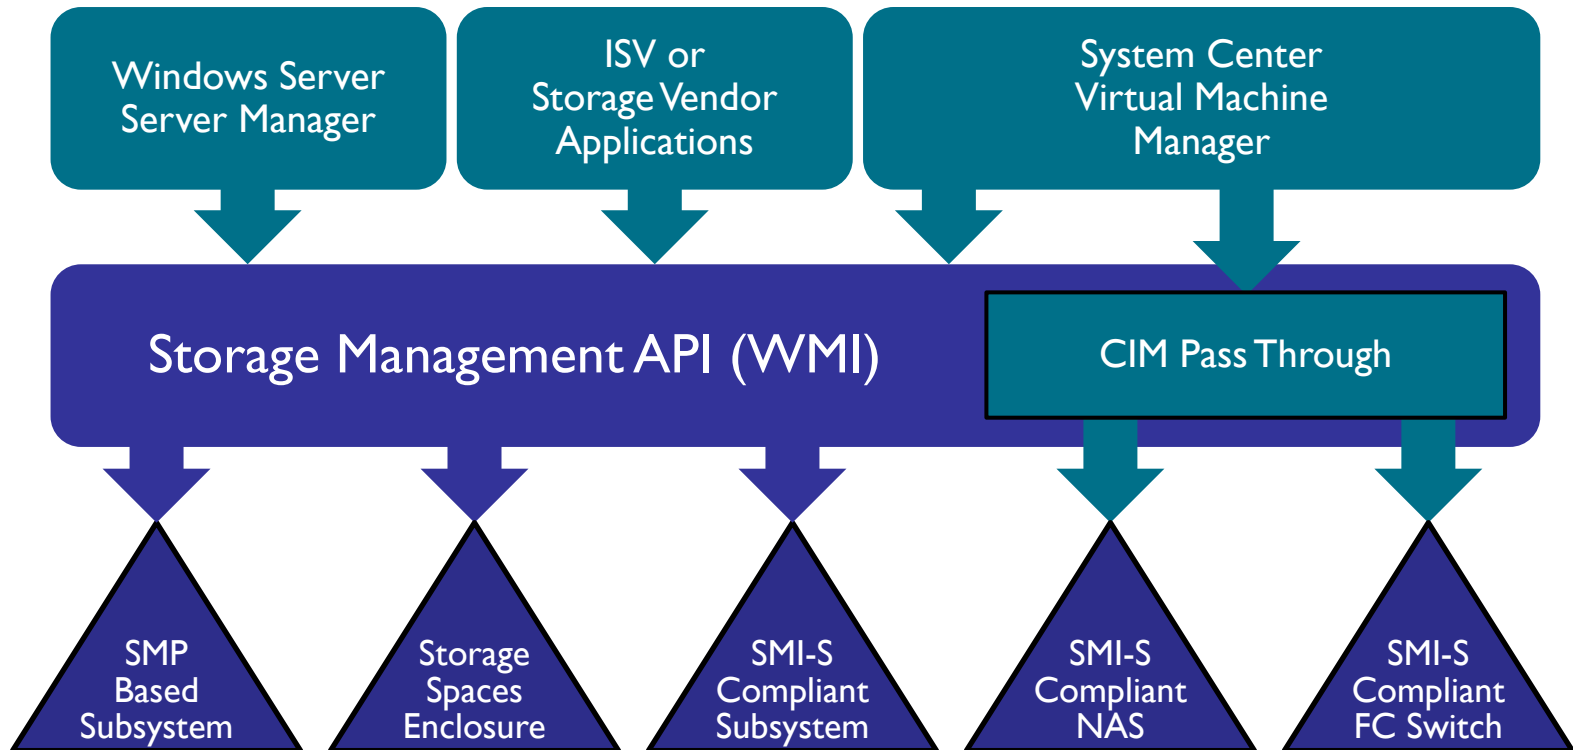 Windows Server
Server Manager
ISV or
Storage Vendor
Applications
System Center
Virtual Machine
Manager
Storage Management API (WMI)
CIM Pass Through
SMP
Based
Subsystem
Storage
Spaces
Enclosure
SMI-S
Compliant
Subsystem
SMI-S
Compliant
NAS
SMI-S
Compliant
FC Switch